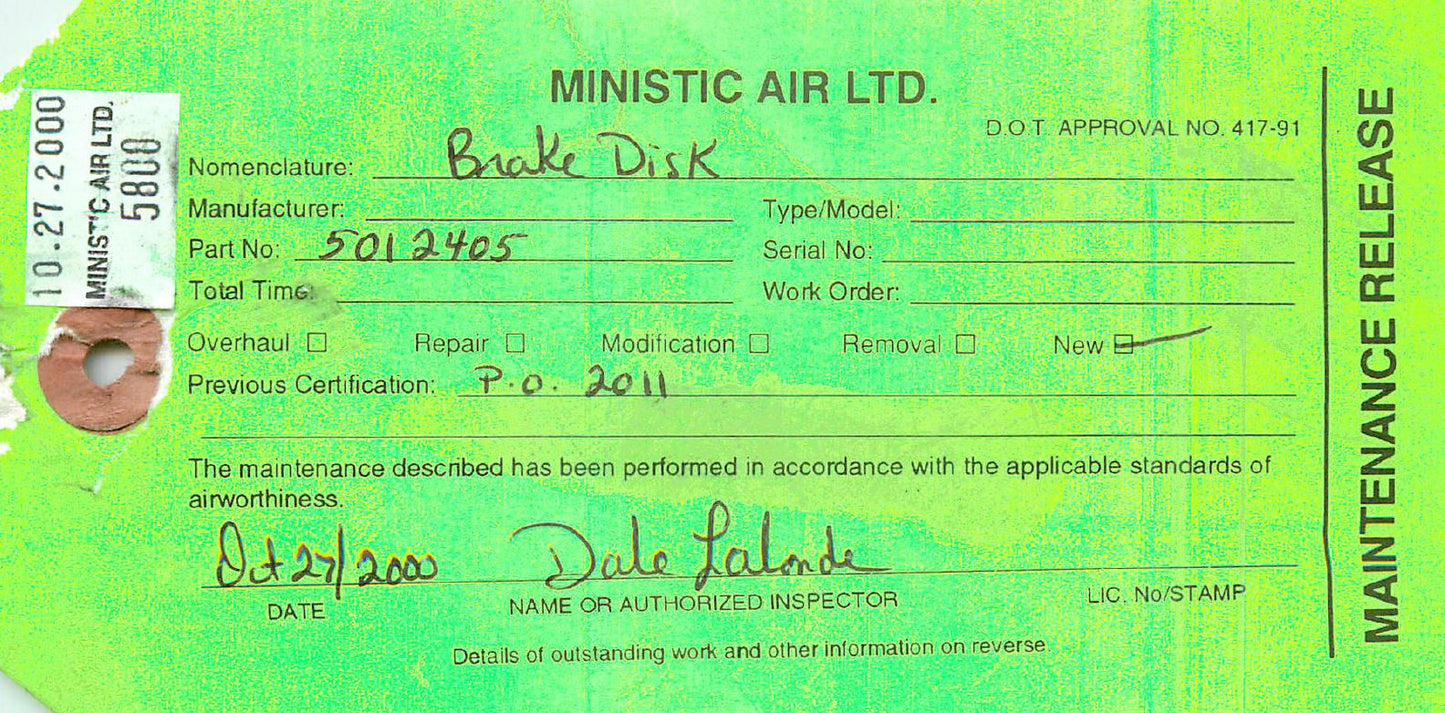 MINISTIC AIR LTD.
D.O.T APPROVAL NO. 417-91
10.27.2000
MINISTIC AIR LTD.
5800
Nomenclature: Brake Disk
Manufacturer: Type/Model:
Part No: 5012405 Serial No:
Total Time: Work Order:
Overhaul ☐ Repair ☐ Modification ☐ Removal ☐ New ☑
Previous Certification: P.O. 2011
The maintenance described has been performed in accordance with the applicable standards of
airworthiness.
Oct 27/2000 Dale Lalonde
DATE NAME OR AUTHORIZED INSPECTOR LIC. No/STAMP
Details of outstanding work and other information on reverse.
MAINTENANCE RELEASE